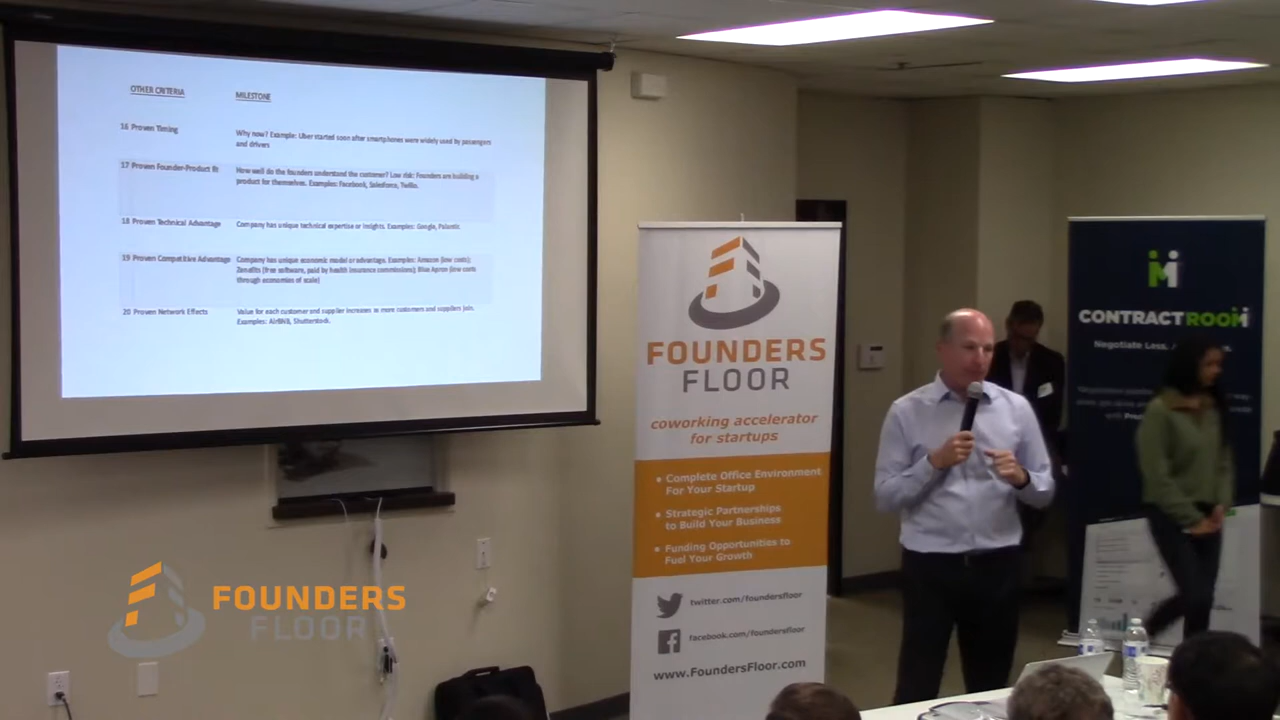 OTHER CRITERIA
MILESTONE
16 Proven Timing
Why now? Example: Uber started soon after smartphones were widely used by passengers
and drivers
17 Proven Founder-Product fit
How well do the founders understand the customer? Low risk: Founders are building a
product for themselves. Examples: Facebook, Salesforce, Twilio.
18 Proven Technical Advantage
Company has unique technical expertise or insights. Examples: Google, Palantir.
19 Proven Competitive Advantage
Company has unique economic model or advantage. Examples: Amazon (low costs);
Zenefits (free software, paid by health insurance commissions); Blue Apron (low costs
through economies of scale)
20 Proven Network Effects
Value for each customer and supplier increases as more customers and suppliers join.
Examples: AirBNB, Shutterstock.
FOUNDERS
FLOOR
coworking accelerator
for startups
• Complete Office Environment
For Your Startup
• Strategic Partnerships
to Build Your Business
• Funding Opportunities to
Fuel Your Growth
twitter.com/foundersfloor
facebook.com/foundersfloor
www.FoundersFloor.com
CONTRACTROOM
Negotiate Less.
FOUNDERS
FLOOR